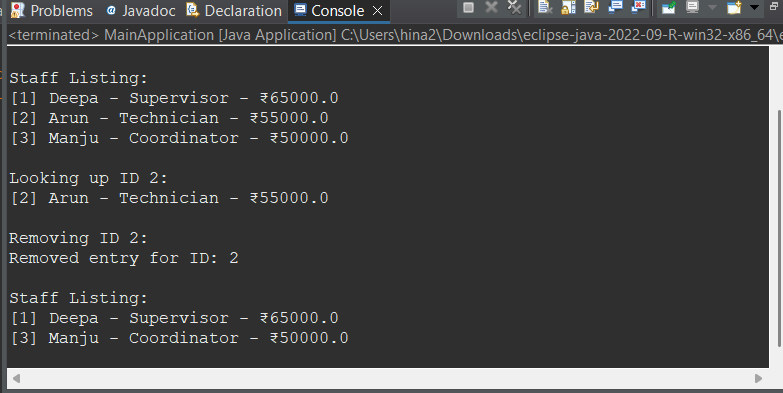 Problems Javadoc Declaration Console
<terminated> MainApplication [Java Application] C:\Users\hina2\Downloads\eclipse-java-2022-09-R-win32-x86_64\e
Staff Listing:
[1] Deepa - Supervisor - ₹65000.0
[2] Arun - Technician - ₹55000.0
[3] Manju - Coordinator - ₹50000.0
Looking up ID 2:
[2] Arun - Technician - ₹55000.0
Removing ID 2:
Removed entry for ID: 2
Staff Listing:
[1] Deepa - Supervisor - ₹65000.0
[3] Manju - Coordinator - ₹50000.0